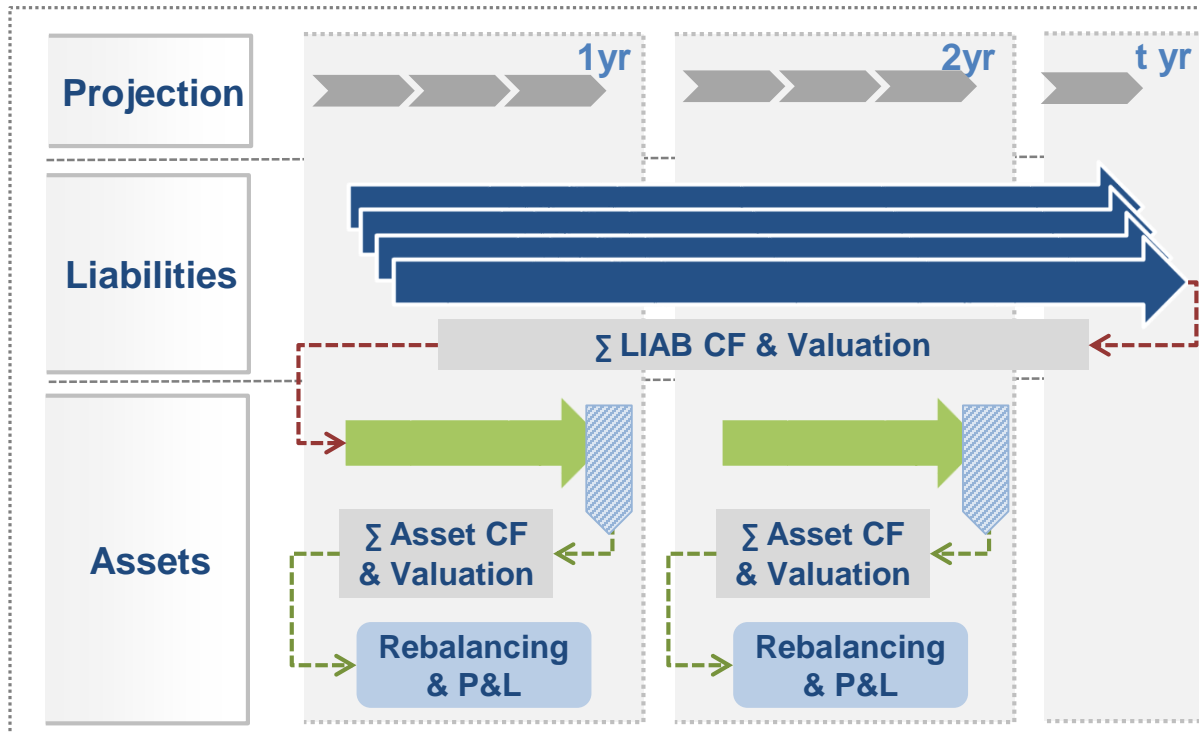 Projection
1yr
2yr
t yr
Liabilities
∑ LIAB CF & Valuation
Assets
∑ Asset CF
& Valuation
Rebalancing
& P&L
∑ Asset CF
& Valuation
Rebalancing
& P&L